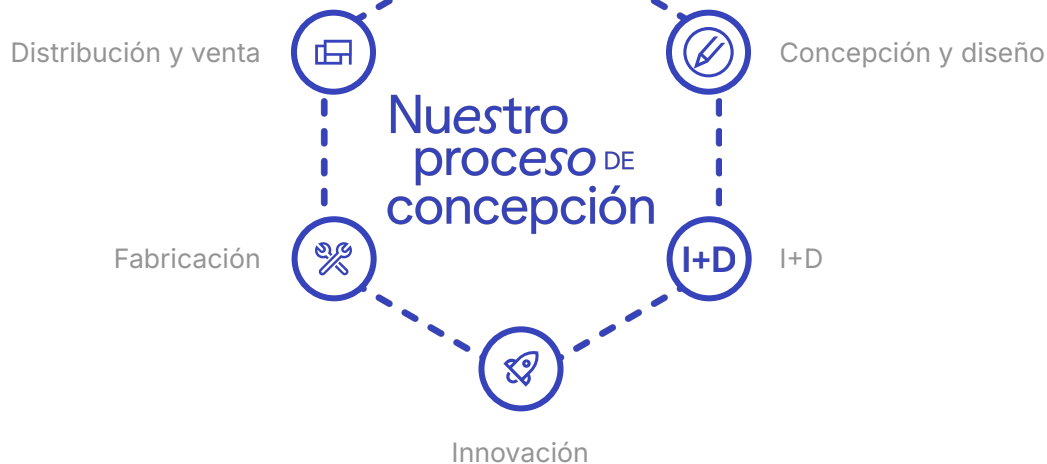 Distribución y venta
Concepción y diseño
Nuestro
proceso DE
concepción
Fabricación
I+D
I+D
Innovación